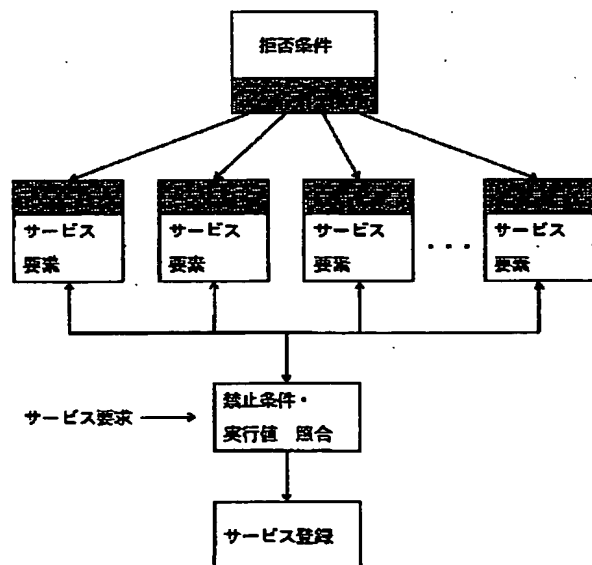 拒否条件
サービス
要素
サービス
要素
サービス
要素
・・・
サービス
要素
サービス要求
禁止条件・
実行値 照合
サービス登録